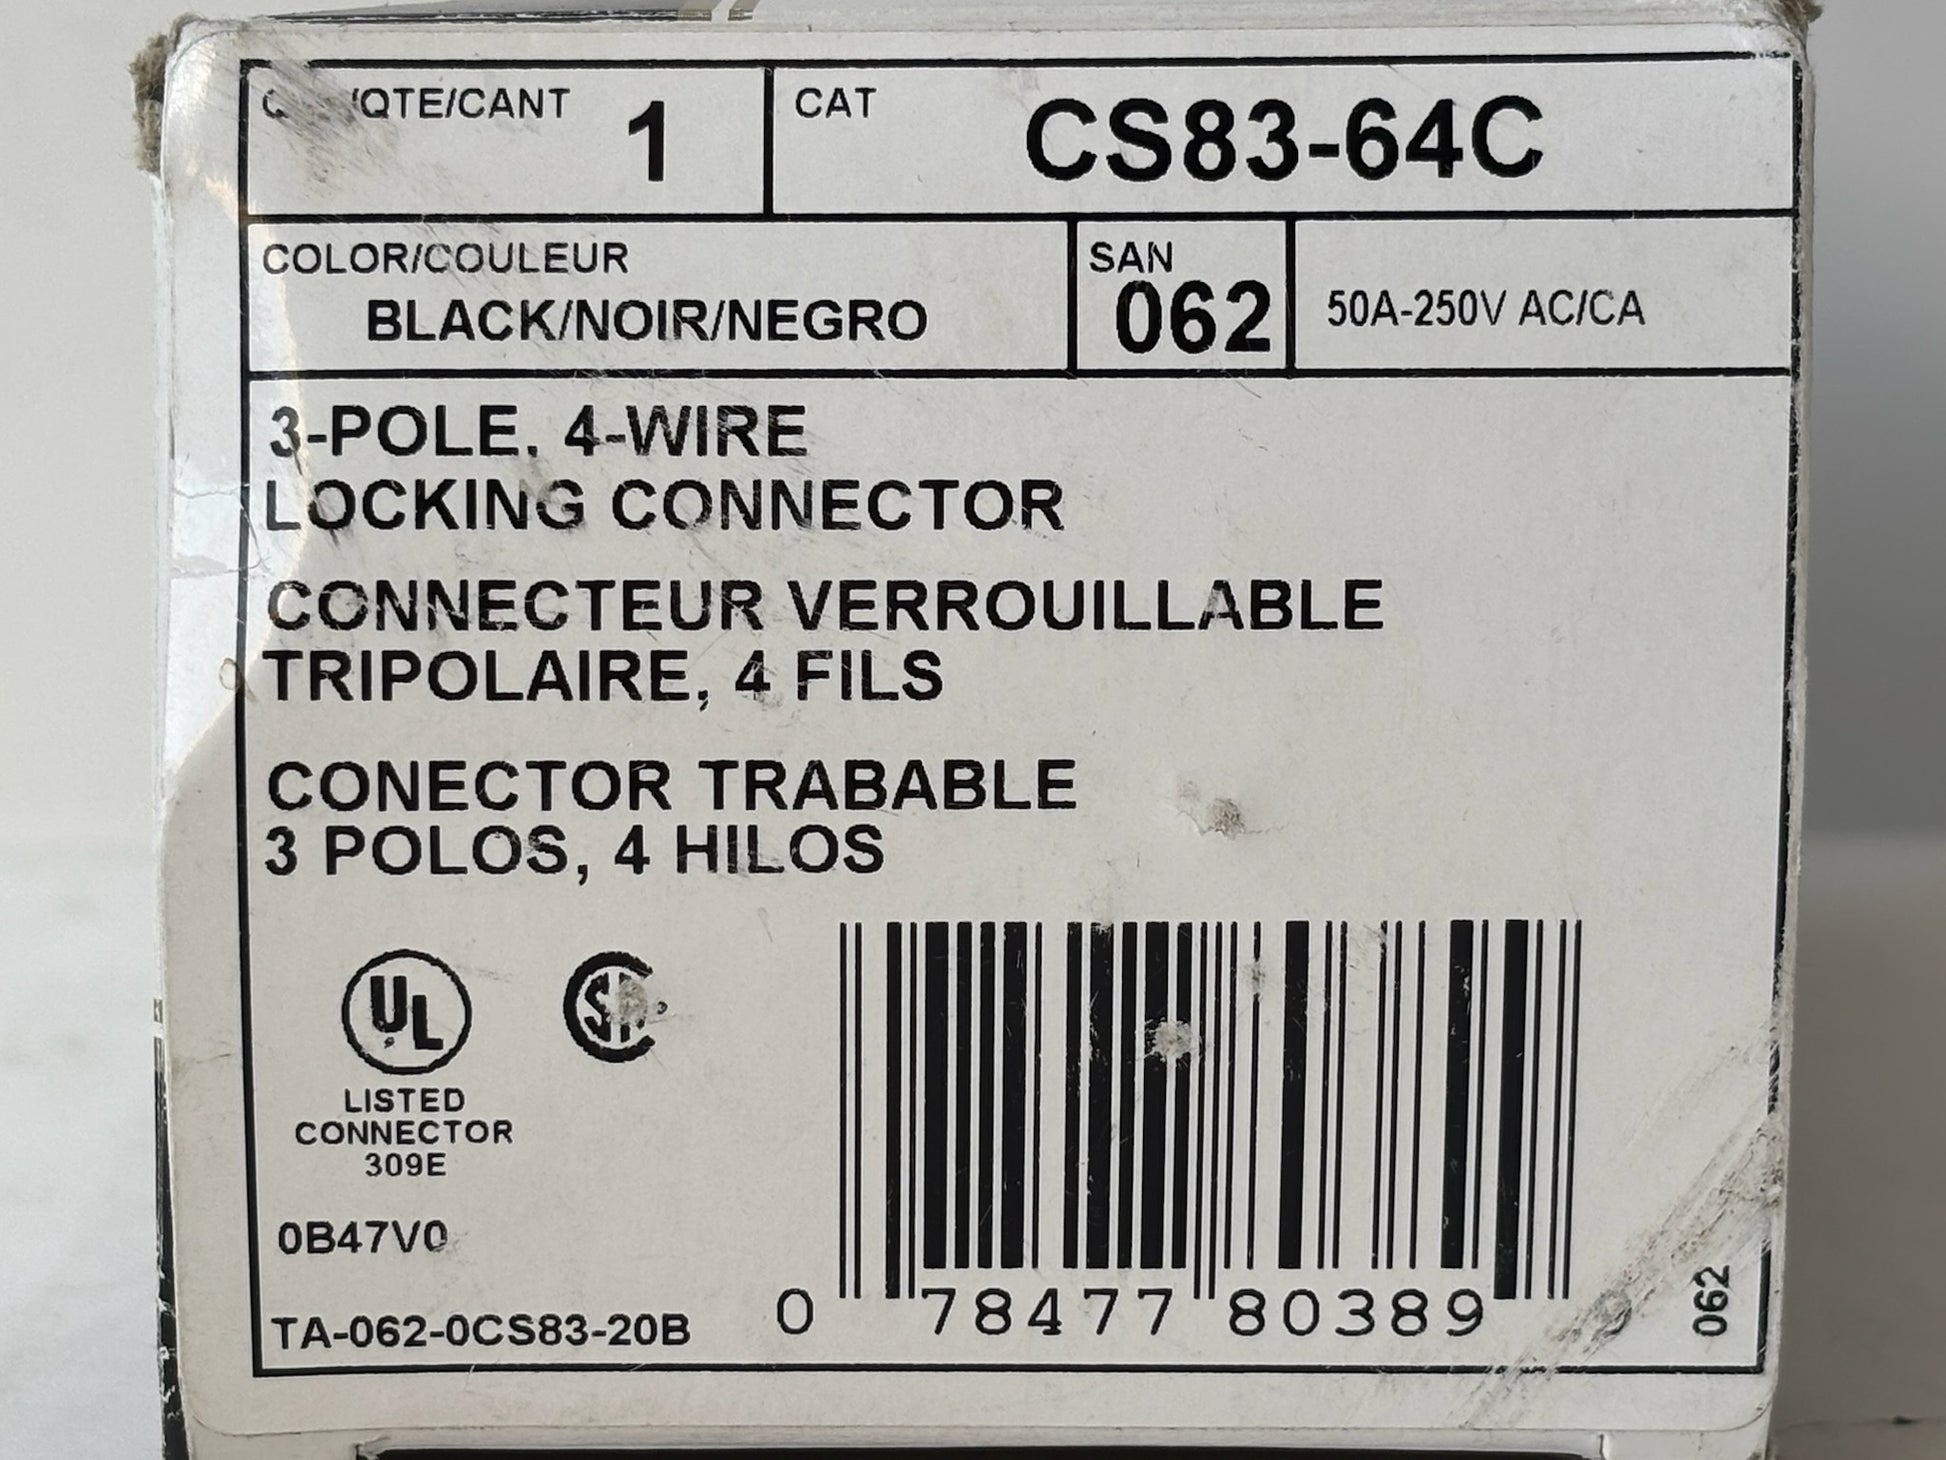 /QTE/CANT 1
CAT CS83-64C
COLOR/COULEUR
BLACK/NOIR/NEGRO
SAN
062
50A-250V AC/CA
3-POLE, 4-WIRE
LOCKING CONNECTOR
CONNECTEUR VERROUILLABLE
TRIPOLAIRE, 4 FILS
CONECTOR TRABABLE
3 POLOS, 4 HILOS
UL
LISTED
CONNECTOR
309E
0B47V0
TA-062-0CS83-20B
0 78477 80389
062